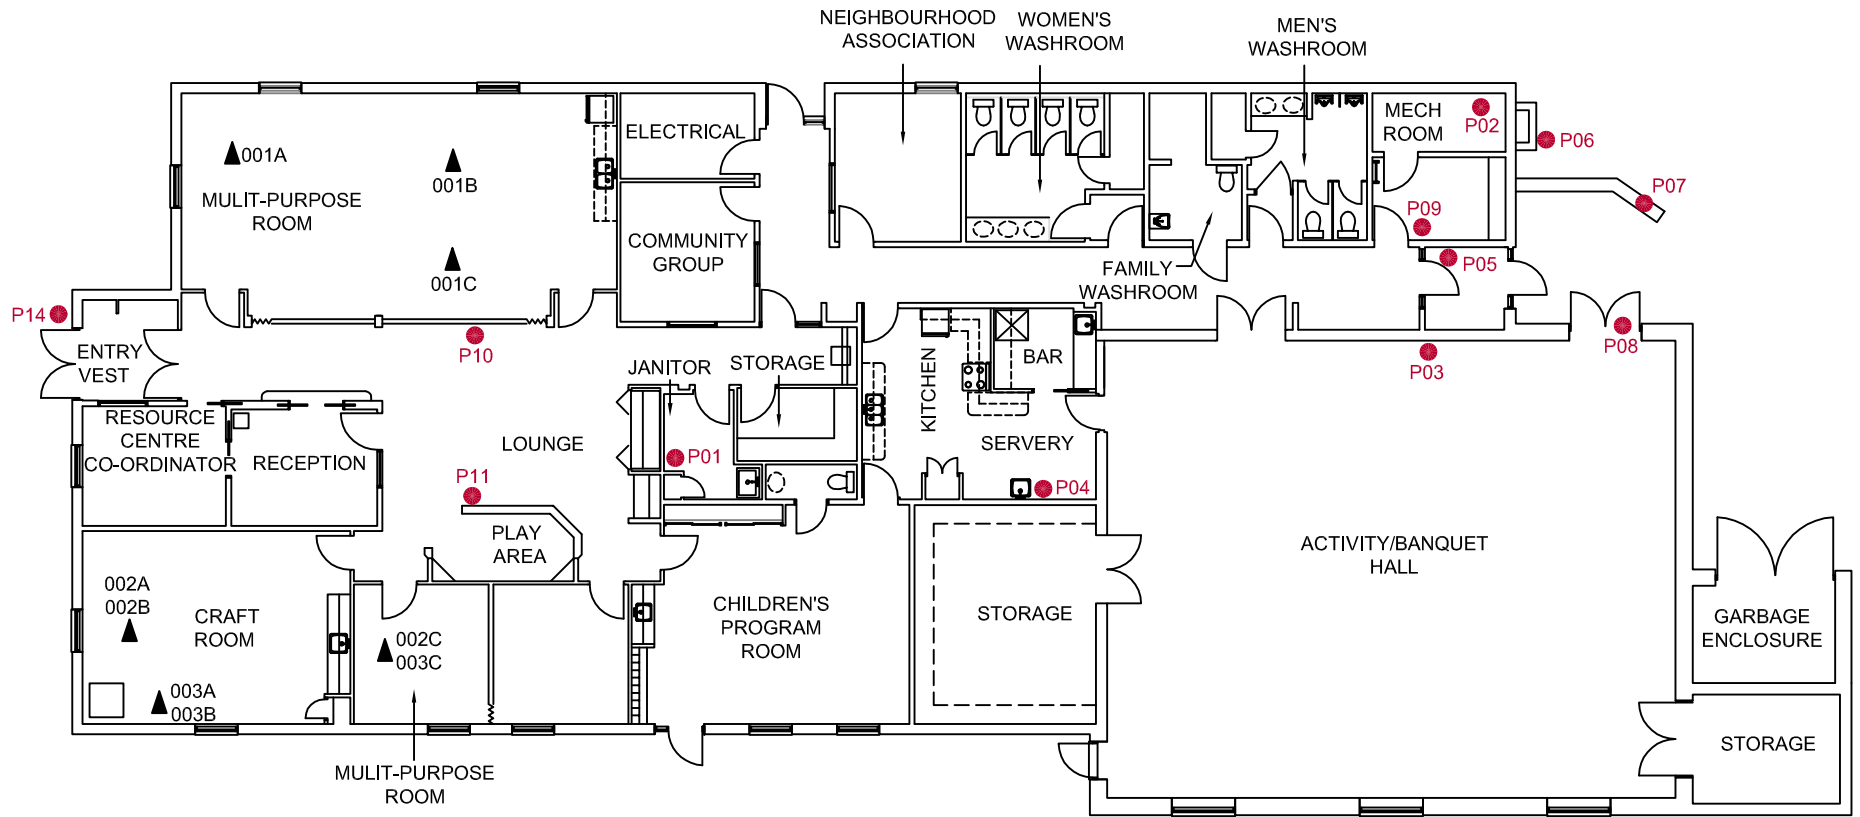 NEIGHBOURHOOD
ASSOCIATION
WOMEN'S
WASHROOM
MEN'S
WASHROOM
ELECTRICAL
MECH
ROOM
P02
P06
001A
001B
MULIT-PURPOSE
ROOM
P07
P09
COMMUNITY
GROUP
001C
FAMILY
WASHROOM
P05
P14
ENTRY
VEST
P10
JANITOR
STORAGE
KITCHEN
BAR
P03
P08
RESOURCE
CENTRE
CO-ORDINATOR
RECEPTION
LOUNGE
P01
SERVERY
P11
P04
PLAY
AREA
ACTIVITY/BANQUET
HALL
002A
002B
CRAFT
ROOM
002C
003C
CHILDREN'S
PROGRAM
ROOM
STORAGE
GARBAGE
ENCLOSURE
003A
003B
STORAGE
MULIT-PURPOSE
ROOM